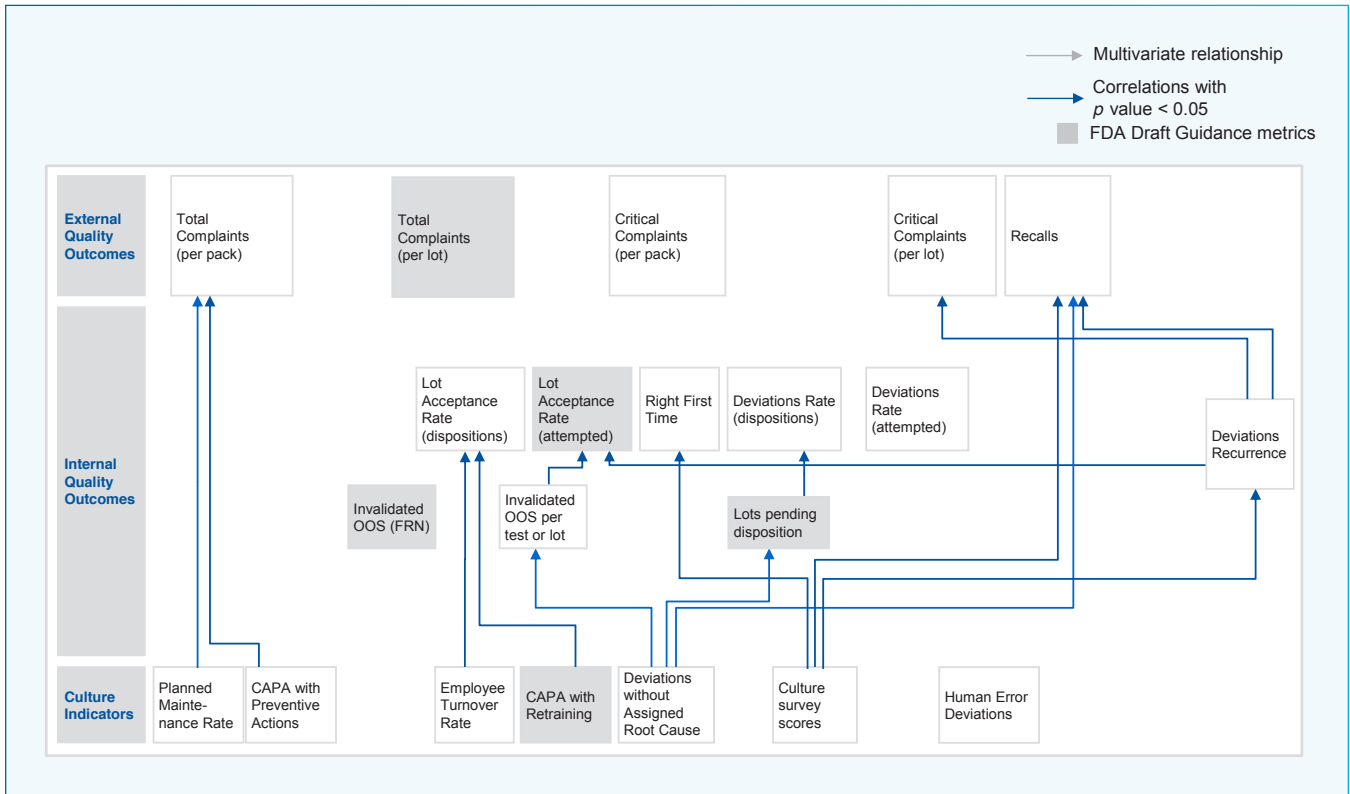 Multivariate relationship
Correlations with
p value < 0.05
FDA Draft Guidance metrics
External
Quality
Outcomes
Total
Complaints
(per pack)
Total
Complaints
(per lot)
Critical
Complaints
(per pack)
Critical
Complaints
(per lot)
Recalls
Internal
Quality
Outcomes
Lot
Acceptance
Rate
(dispositions)
Lot
Acceptance
Rate
(attempted)
Right First
Time
Deviations Rate
(dispositions)
Deviations
Rate
(attempted)
Deviations
Recurrence
Invalidated
OOS (FRN)
Invalidated
OOS per
test or lot
Lots pending
disposition
Culture
Indicators
Planned
Mainte-
nance Rate
CAPA with
Preventive
Actions
Employee
Turnover
Rate
CAPA with
Retraining
Deviations
without
Assigned
Root Cause
Culture
survey
scores
Human Error
Deviations